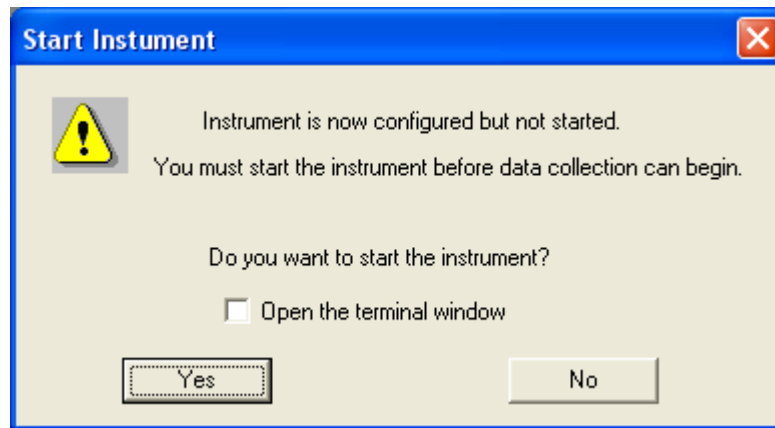 Start Instument
Instrument is now configured but not started.
You must start the instrument before data collection can begin.
Do you want to start the instrument?
Open the terminal window
Yes
No